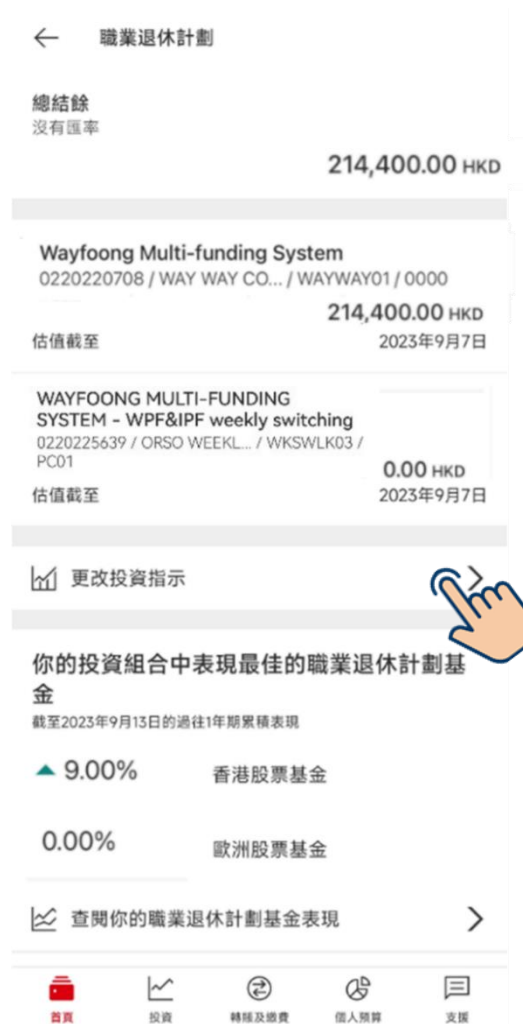 職業退休計劃
總結餘
沒有匯率
214,400.00 HKD
Wayfoong Multi-funding System
0220220708 / WAY WAY CO... / WAYWAY01 / 0000
214,400.00 HKD
估值截至 2023年9月7日
WAYFOONG MULTI-FUNDING
SYSTEM - WPF&IPF weekly switching
0220225639 / ORSO WEEKL... / WKSWLK03 /
PC01
0.00 HKD
估值截至 2023年9月7日
更改投資指示
你的投資組合中表現最佳的職業退休計劃基
金
截至2023年9月13日的過往1年期累積表現
9.00% 香港股票基金
0.00% 歐洲股票基金
查閱你的職業退休計劃基金表現
首頁 投資 轉賬及繳費 個人預算 支援